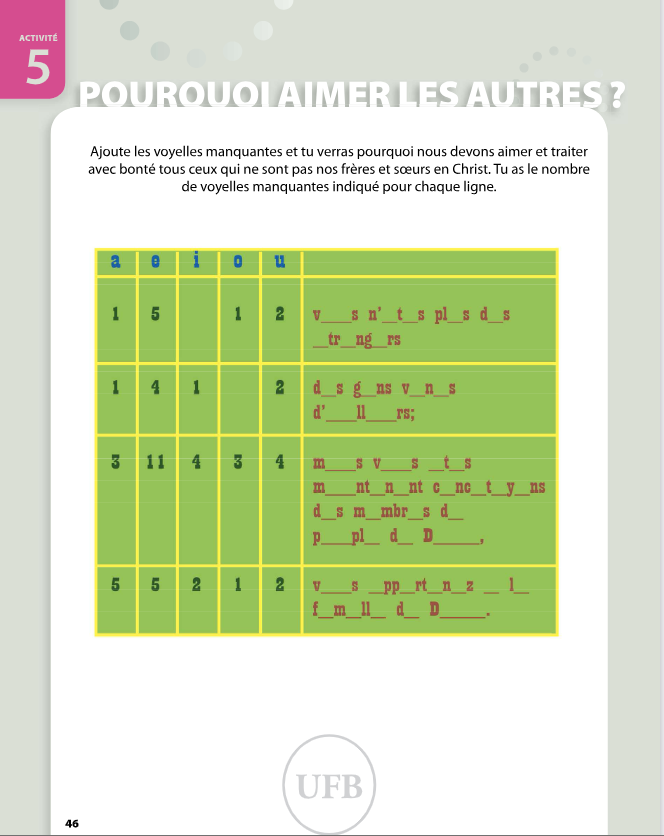 ACTIVITÉ
5
POURQUOI AIMER LES AUTRES ?
Ajoute les voyelles manquantes et tu verras pourquoi nous devons aimer et traiter
avec bonté tous ceux qui ne sont pas nos frères et sœurs en Christ. Tu as le nombre
de voyelles manquantes indiqué pour chaque ligne.
a e i o u
1 5 1 2 v____s n'__t__s pl__s d__s
__tr__ng__rs
1 4 1 2 d__s g__ns v__n__s
d'____ll____rs;
3 11 4 3 4 m____s v____s __t__s
m____nt__n__nt c__nc__t__y__ns
d__s m__mbr__s d__
p____pl__ d__ D______,
5 5 2 1 2 v____s __pp__rt__n__z __ l__
f__m__ll__ d__ D______.
UFB
46